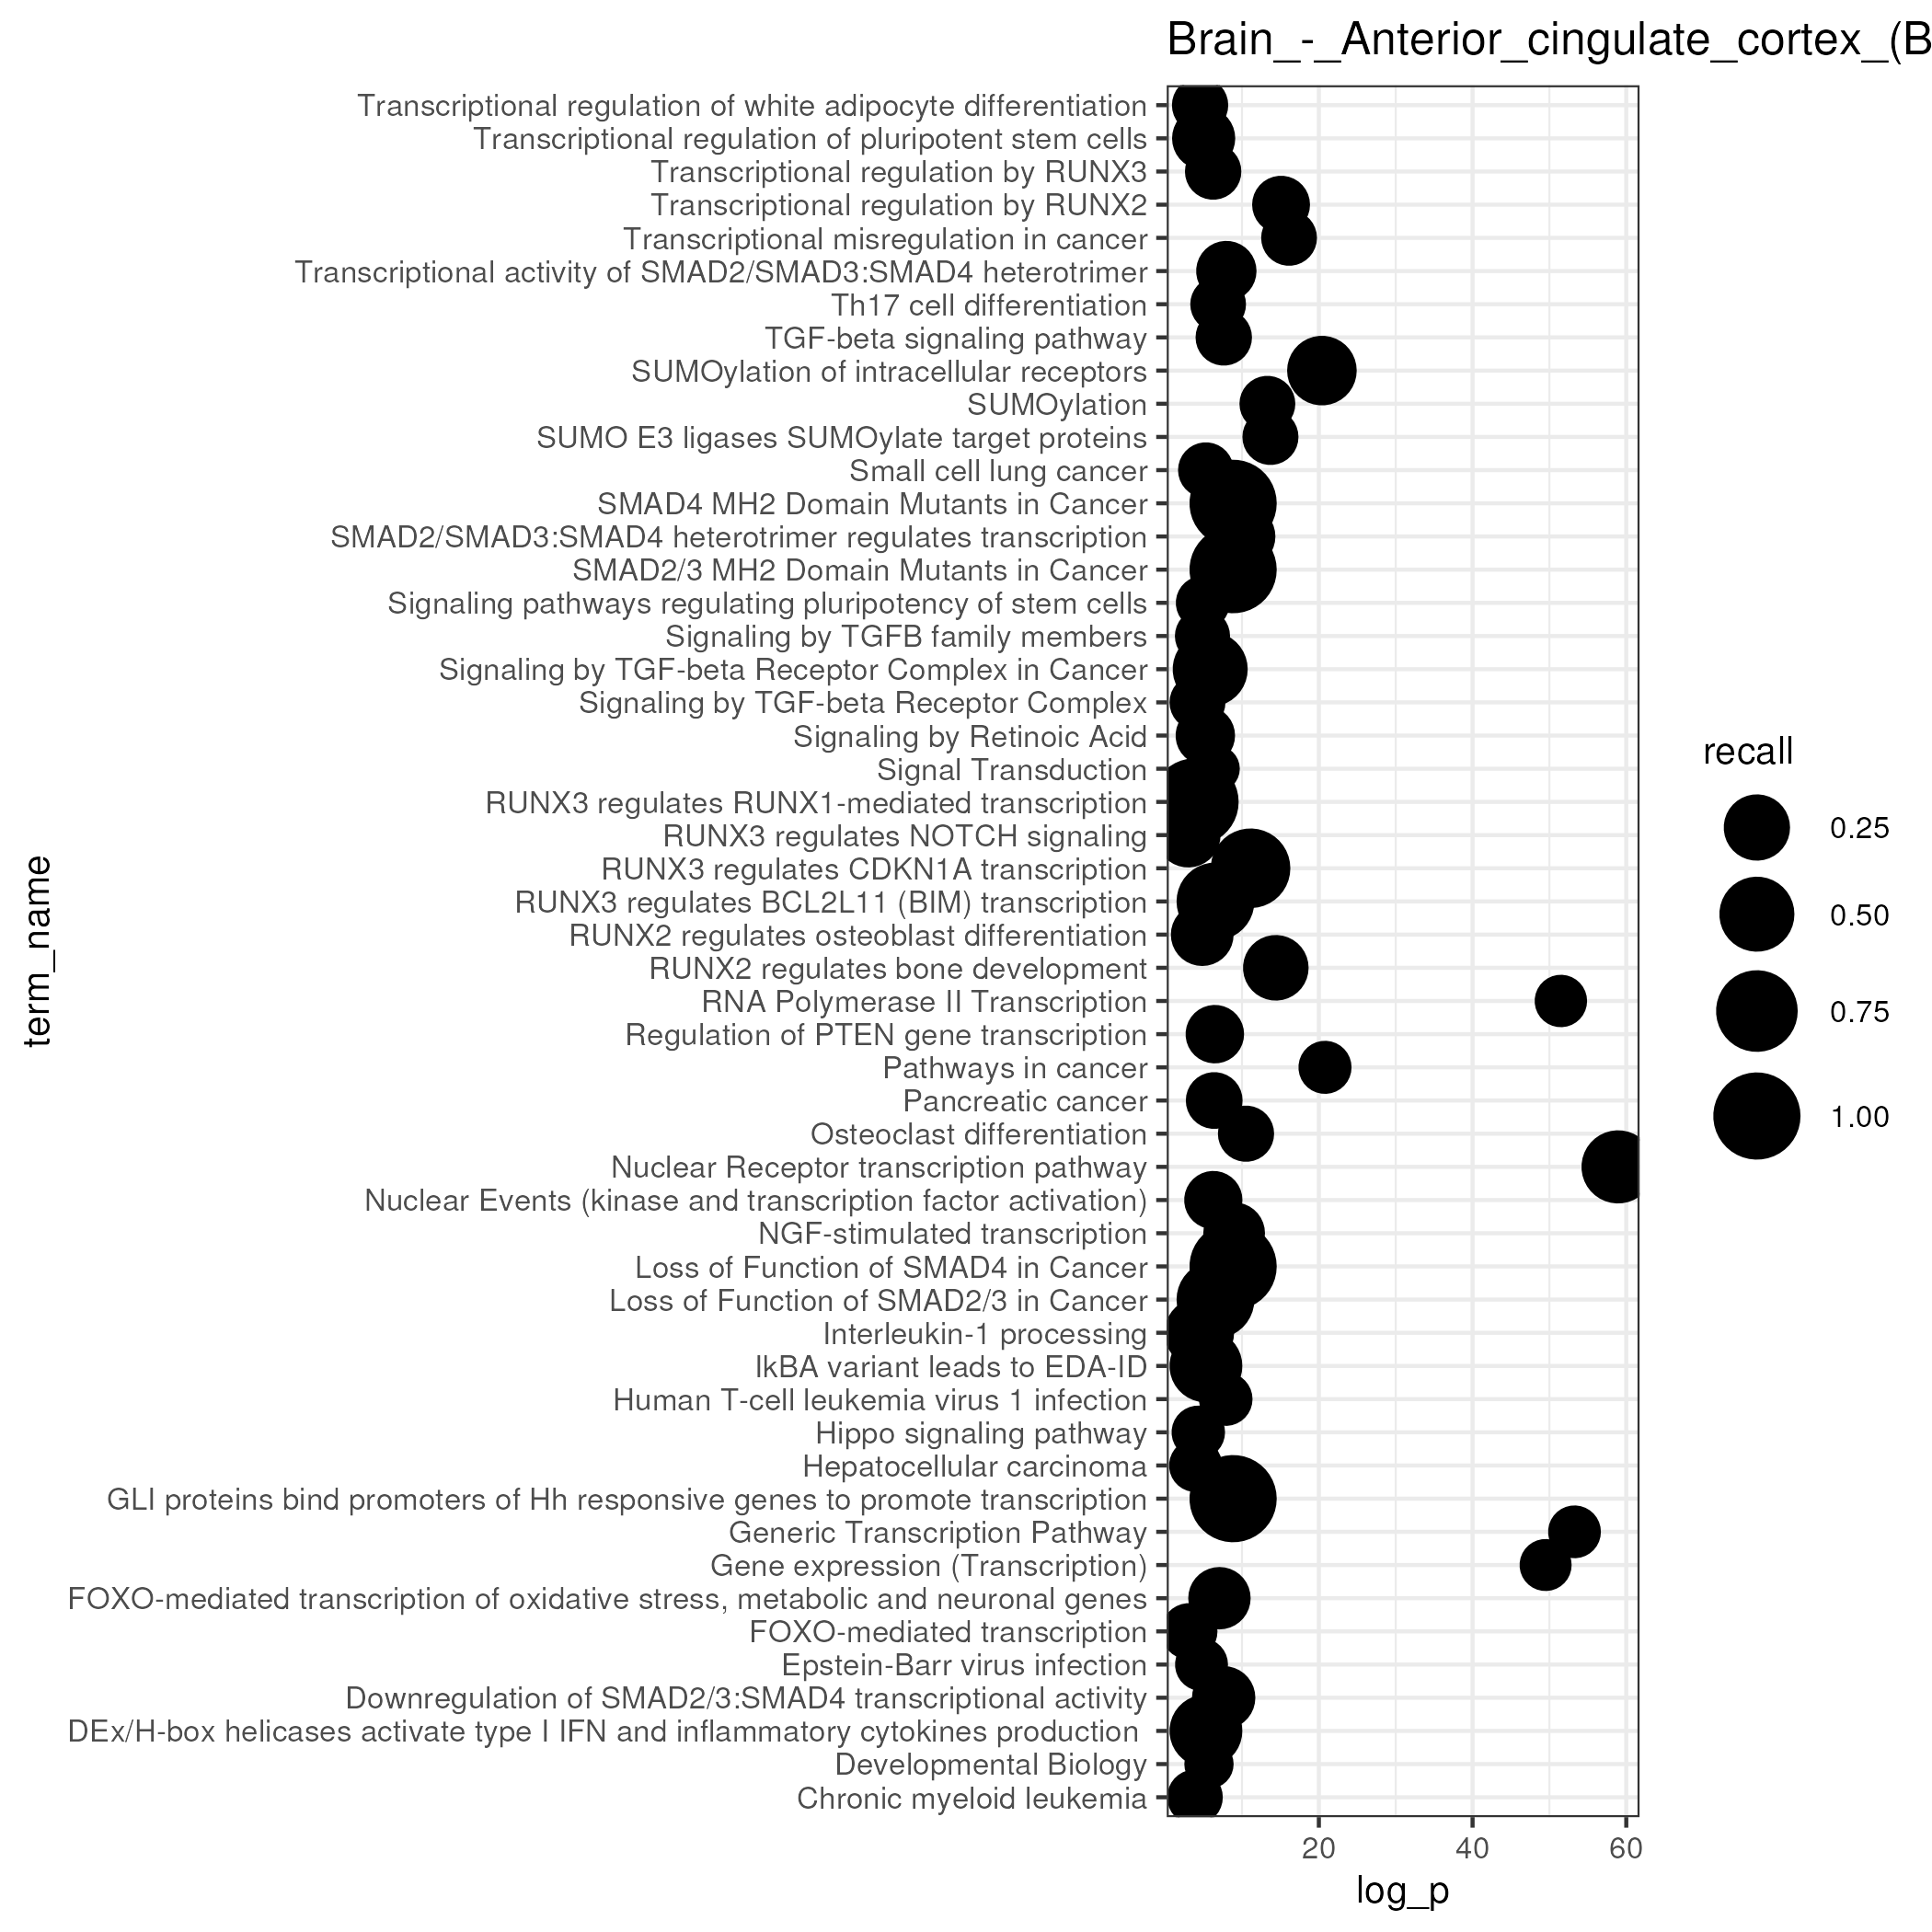 Brain_-_Anterior_cingulate_cortex_(B
Transcriptional regulation of white adipocyte differentiation
Transcriptional regulation of pluripotent stem cells
Transcriptional regulation by RUNX3
Transcriptional regulation by RUNX2
Transcriptional misregulation in cancer
Transcriptional activity of SMAD2/SMAD3:SMAD4 heterotrimer
Th17 cell differentiation
TGF-beta signaling pathway
SUMOylation of intracellular receptors
SUMOylation
SUMO E3 ligases SUMOylate target proteins
Small cell lung cancer
SMAD4 MH2 Domain Mutants in Cancer
SMAD2/SMAD3:SMAD4 heterotrimer regulates transcription
SMAD2/3 MH2 Domain Mutants in Cancer
Signaling pathways regulating pluripotency of stem cells
Signaling by TGFB family members
Signaling by TGF-beta Receptor Complex in Cancer
Signaling by TGF-beta Receptor Complex
Signaling by Retinoic Acid
Signal Transduction
RUNX3 regulates RUNX1-mediated transcription
RUNX3 regulates NOTCH signaling
RUNX3 regulates CDKN1A transcription
RUNX3 regulates BCL2L11 (BIM) transcription
RUNX2 regulates osteoblast differentiation
RUNX2 regulates bone development
RNA Polymerase II Transcription
Regulation of PTEN gene transcription
Pathways in cancer
Pancreatic cancer
Osteoclast differentiation
Nuclear Receptor transcription pathway
Nuclear Events (kinase and transcription factor activation)
NGF-stimulated transcription
Loss of Function of SMAD4 in Cancer
Loss of Function of SMAD2/3 in Cancer
Interleukin-1 processing
IkBA variant leads to EDA-ID
Human T-cell leukemia virus 1 infection
Hippo signaling pathway
Hepatocellular carcinoma
GLI proteins bind promoters of Hh responsive genes to promote transcription
Generic Transcription Pathway
Gene expression (Transcription)
FOXO-mediated transcription of oxidative stress, metabolic and neuronal genes
FOXO-mediated transcription
Epstein-Barr virus infection
Downregulation of SMAD2/3:SMAD4 transcriptional activity
DEx/H-box helicases activate type I IFN and inflammatory cytokines production
Developmental Biology
Chronic myeloid leukemia
term_name
20 40 60
log_p
recall
0.25
0.50
0.75
1.00